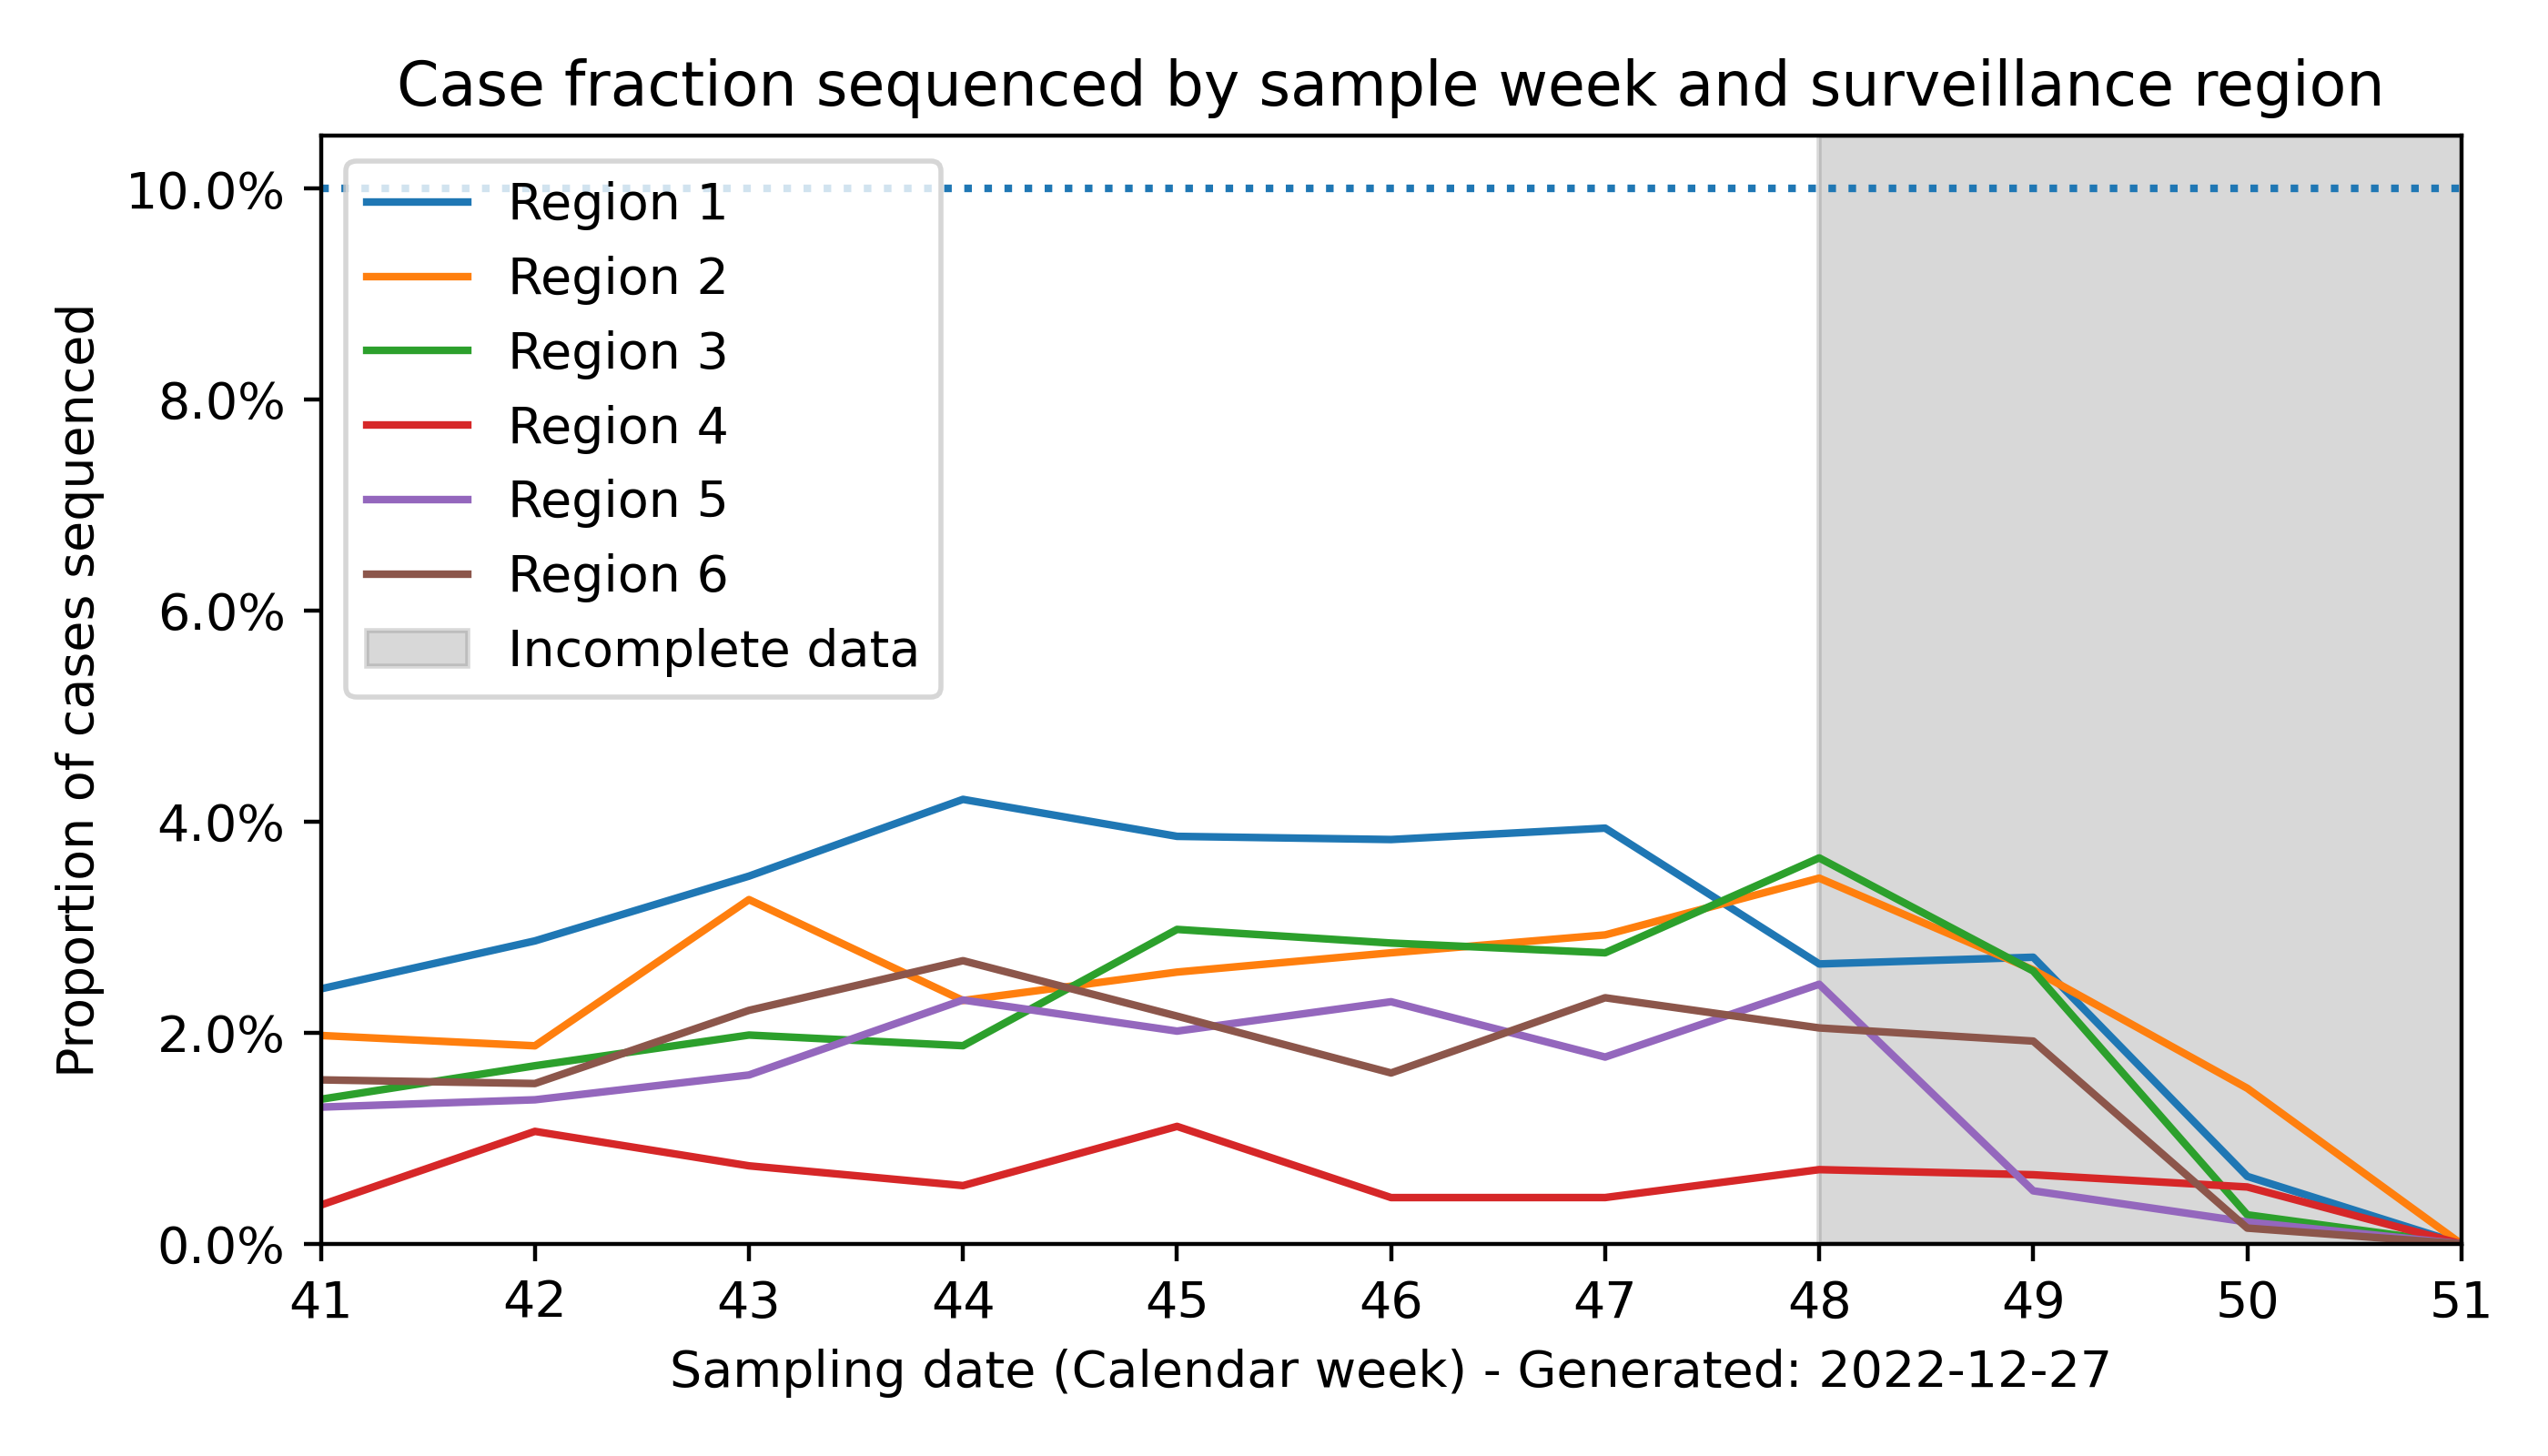 Case fraction sequenced by sample week and surveillance region
Proportion of cases sequenced
10.0%
8.0%
6.0%
4.0%
2.0%
0.0%
Region 1
Region 2
Region 3
Region 4
Region 5
Region 6
Incomplete data
41 42 43 44 45 46 47 48 49 50 51
Sampling date (Calendar week) - Generated: 2022-12-27